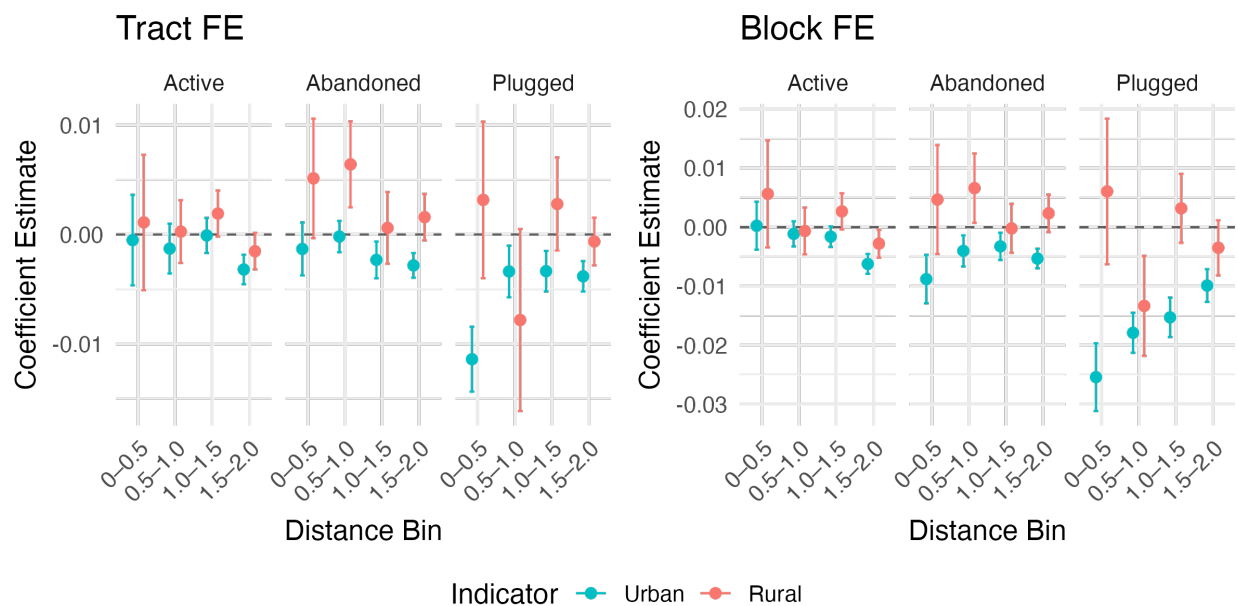 Tract FE
Block FE
Active
Abandoned
Plugged
Active
Abandoned
Plugged
Coefficient Estimate
0.01
0.00
-0.01
Coefficient Estimate
0.02
0.01
0.00
-0.01
-0.02
-0.03
0–0.5
0.5–1.0
1.0–1.5
1.5–2.0
0–0.5
0.5–1.0
1.0–1.5
1.5–2.0
0–0.5
0.5–1.0
1.0–1.5
1.5–2.0
0–0.5
0.5–1.0
1.0–1.5
1.5–2.0
0–0.5
0.5–1.0
1.0–1.5
1.5–2.0
0–0.5
0.5–1.0
1.0–1.5
1.5–2.0
Distance Bin
Distance Bin
Indicator Urban Rural